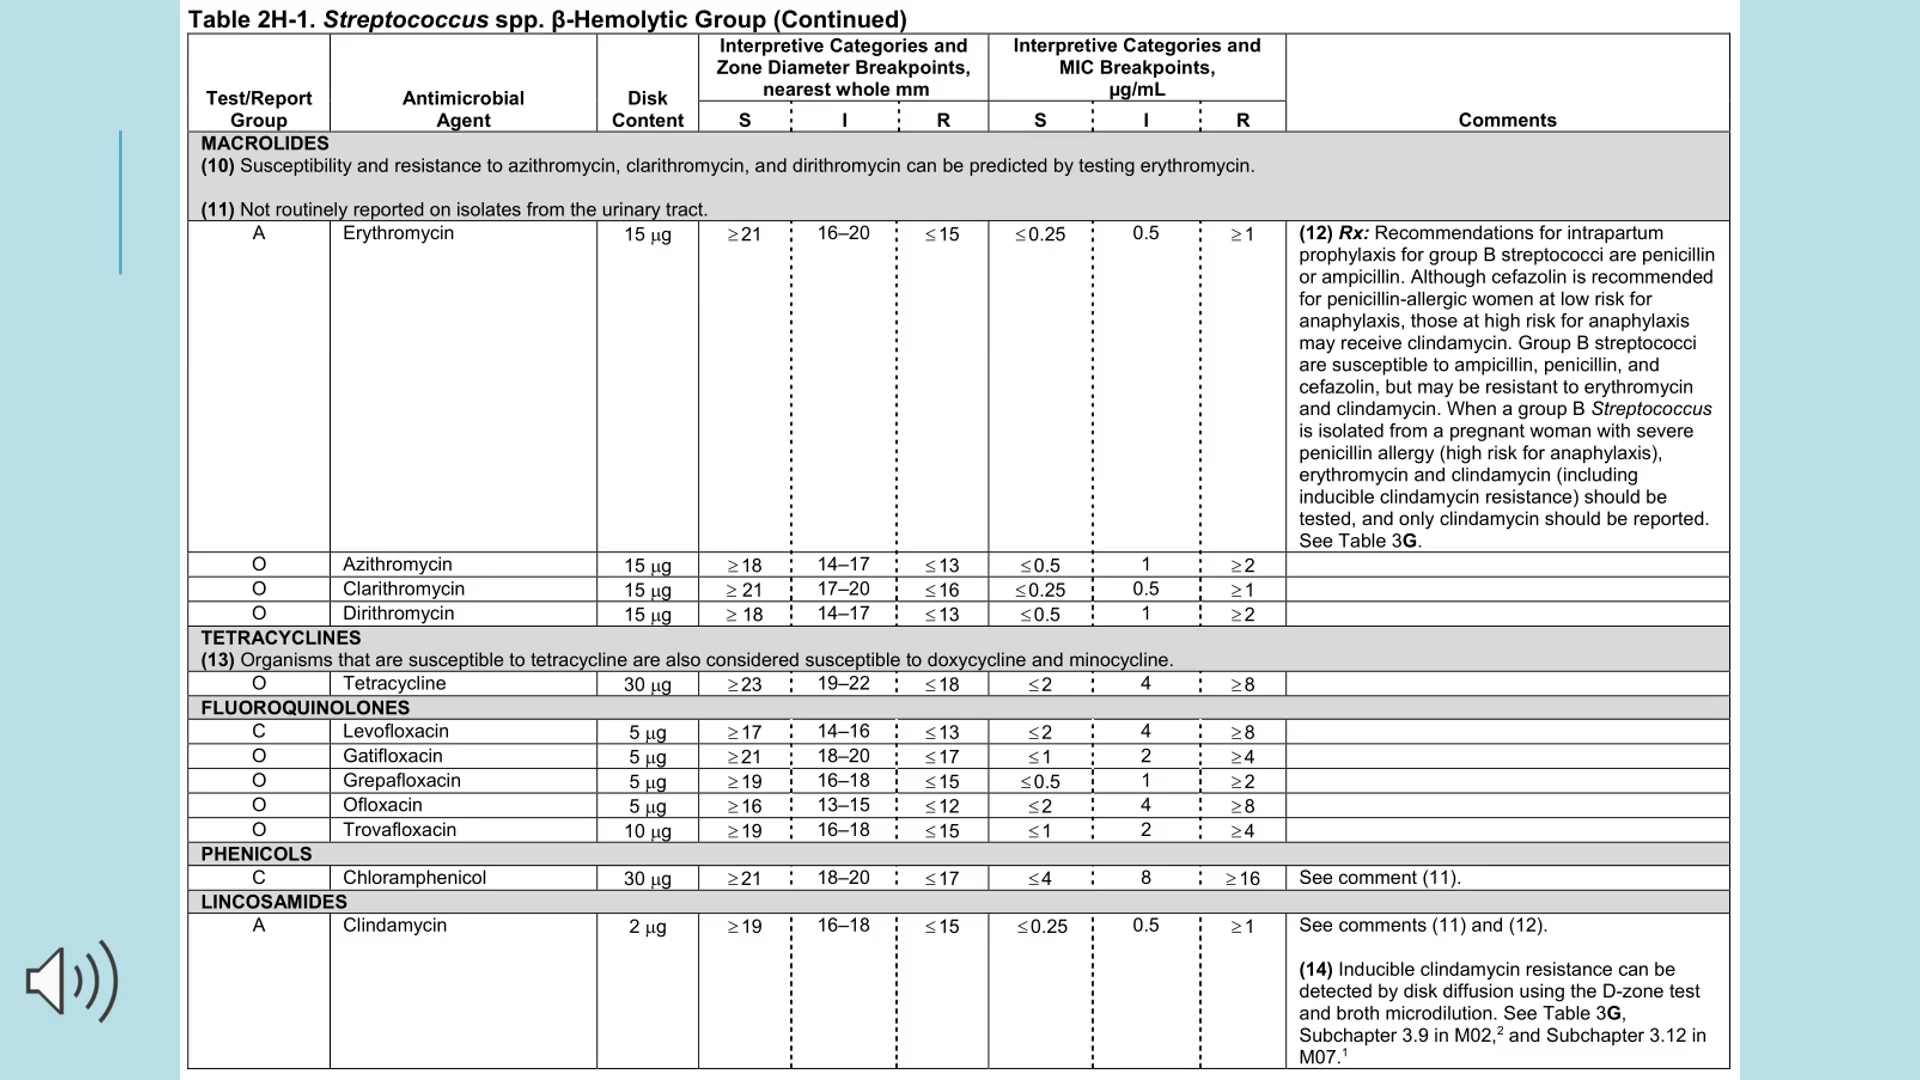 Table 2H-1. Streptococcus spp. β-Hemolytic Group (Continued)
Test/Report Group | Antimicrobial Agent | Disk Content | Interpretive Categories and Zone Diameter Breakpoints, nearest whole mm | Interpretive Categories and MIC Breakpoints, µg/mL | Comments
S | I | R | S | I | R
MACROLIDES
(10) Susceptibility and resistance to azithromycin, clarithromycin, and dirithromycin can be predicted by testing erythromycin.
(11) Not routinely reported on isolates from the urinary tract.
A | Erythromycin | 15 µg | ≥21 | 16–20 | ≤15 | ≤0.25 | 0.5 | ≥1
(12) Rx: Recommendations for intrapartum
prophylaxis for group B streptococci are penicillin
or ampicillin. Although cefazolin is recommended
for penicillin-allergic women at low risk for
anaphylaxis, those at high risk for anaphylaxis
may receive clindamycin. Group B streptococci
are susceptible to ampicillin, penicillin, and
cefazolin, but may be resistant to erythromycin
and clindamycin. When a group B Streptococcus
is isolated from a pregnant woman with severe
penicillin allergy (high risk for anaphylaxis),
erythromycin and clindamycin (including
inducible clindamycin resistance) should be
tested, and only clindamycin should be reported.
See Table 3G.
O | Azithromycin | 15 µg | ≥18 | 14–17 | ≤13 | ≤0.5 | 1 | ≥2
O | Clarithromycin | 15 µg | ≥ 21 | 17–20 | ≤16 | ≤0.25 | 0.5 | ≥1
O | Dirithromycin | 15 µg | ≥ 18 | 14–17 | ≤13 | ≤0.5 | 1 | ≥2
TETRACYCLINES
(13) Organisms that are susceptible to tetracycline are also considered susceptible to doxycycline and minocycline.
O | Tetracycline | 30 µg | ≥23 | 19–22 | ≤18 | ≤2 | 4 | ≥8
FLUOROQUINOLONES
C | Levofloxacin | 5 µg | ≥17 | 14–16 | ≤13 | ≤2 | 4 | ≥8
O | Gatifloxacin | 5 µg | ≥21 | 18–20 | ≤17 | ≤1 | 2 | ≥4
O | Grepafloxacin | 5 µg | ≥19 | 16–18 | ≤15 | ≤0.5 | 1 | ≥2
O | Ofloxacin | 5 µg | ≥16 | 13–15 | ≤12 | ≤2 | 4 | ≥8
O | Trovafloxacin | 10 µg | ≥19 | 16–18 | ≤15 | ≤1 | 2 | ≥4
PHENICOLS
C | Chloramphenicol | 30 µg | ≥21 | 18–20 | ≤17 | ≤4 | 8 | ≥16 | See comment (11).
LINCOSAMIDES
A | Clindamycin | 2 µg | ≥19 | 16–18 | ≤15 | ≤0.25 | 0.5 | ≥1 | See comments (11) and (12).
(14) Inducible clindamycin resistance can be
detected by disk diffusion using the D-zone test
and broth microdilution. See Table 3G,
Subchapter 3.9 in M02,² and Subchapter 3.12 in
M07.¹